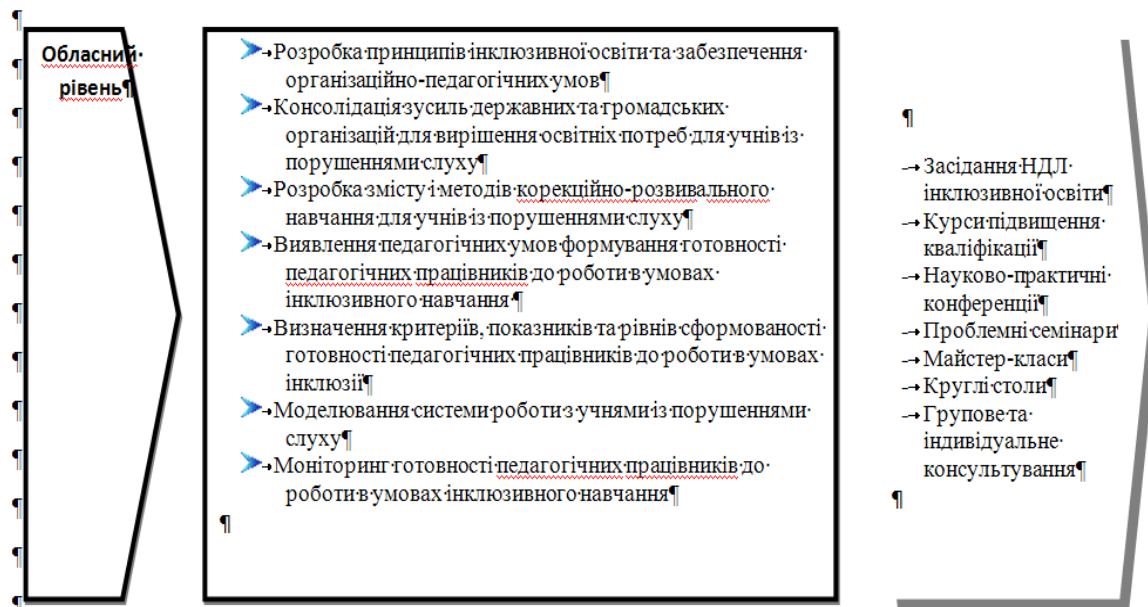 Обласний
рівень
Розробка принципів інклюзивної освіти та забезпечення
організаційно-педагогічних умов
Консолідація зусиль державних та громадських
організацій для вирішення освітніх потреб для учнів із
порушеннями слуху
Розробка змісту і методів корекційно-розвивального
навчання для учнів із порушеннями слуху
Виявлення педагогічних умов формування готовності
педагогічних працівників до роботи в умовах
інклюзивного навчання
Визначення критеріїв, показників та рівнів сформованості
готовності педагогічних працівників до роботи в умовах
інклюзії
Моделювання системи роботи з учнями із порушеннями
слуху
Моніторинг готовності педагогічних працівників до
роботи в умовах інклюзивного навчання
Засідання НДЛ
інклюзивної освіти
Курси підвищення
кваліфікації
Науково-практичні
конференції
Проблемні семінари
Майстер-класи
Круглі столи
Групове та
індивідуальне
консультування